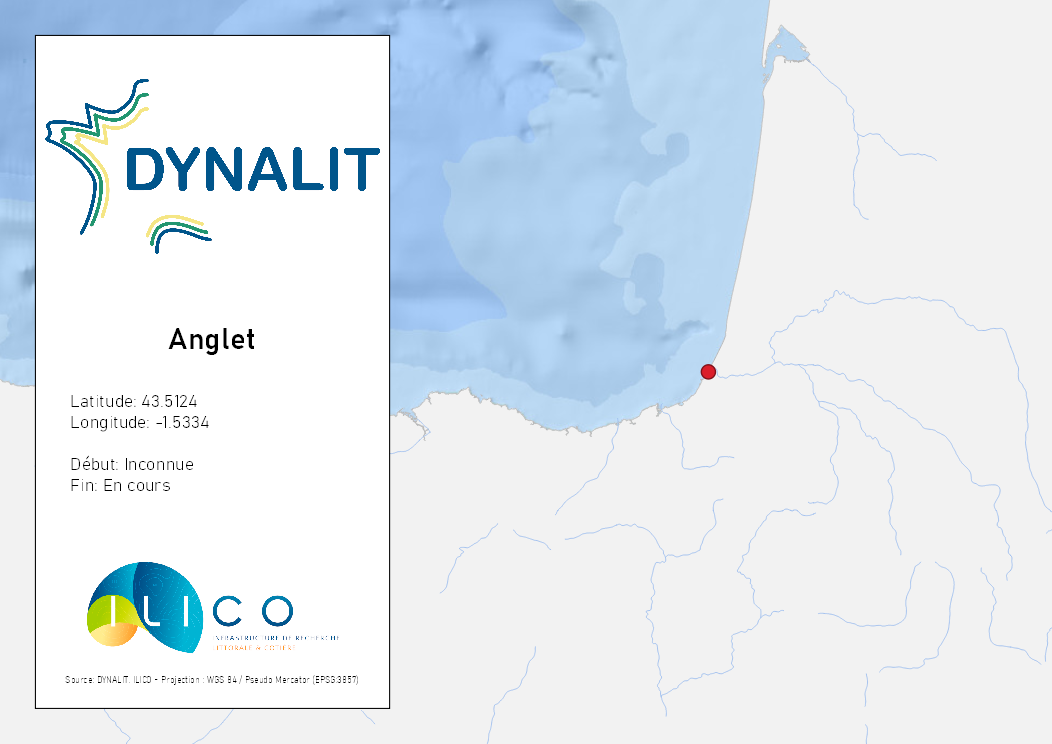 DYNALIT
Anglet
Latitude: 43.5124
Longitude: -1.5334
Début: Inconnue
Fin: En cours
ILICO
INFRASTRUCTURE DE RECHERCHE
LITTORALE & CÔTIÈRE
Source: DYNALIT, ILICO - Projection : WGS 84 / Pseudo Mercator (EPSG:3857)